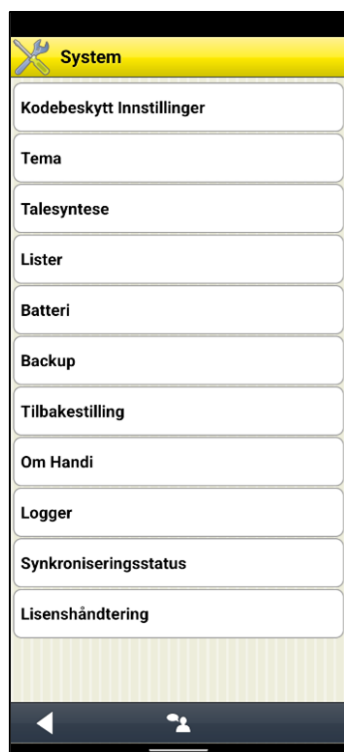 System
Kodebeskytt Innstillinger
Tema
Talesyntese
Lister
Batteri
Backup
Tilbakestilling
Om Handi
Logger
Synkroniseringsstatus
Lisenshåndtering